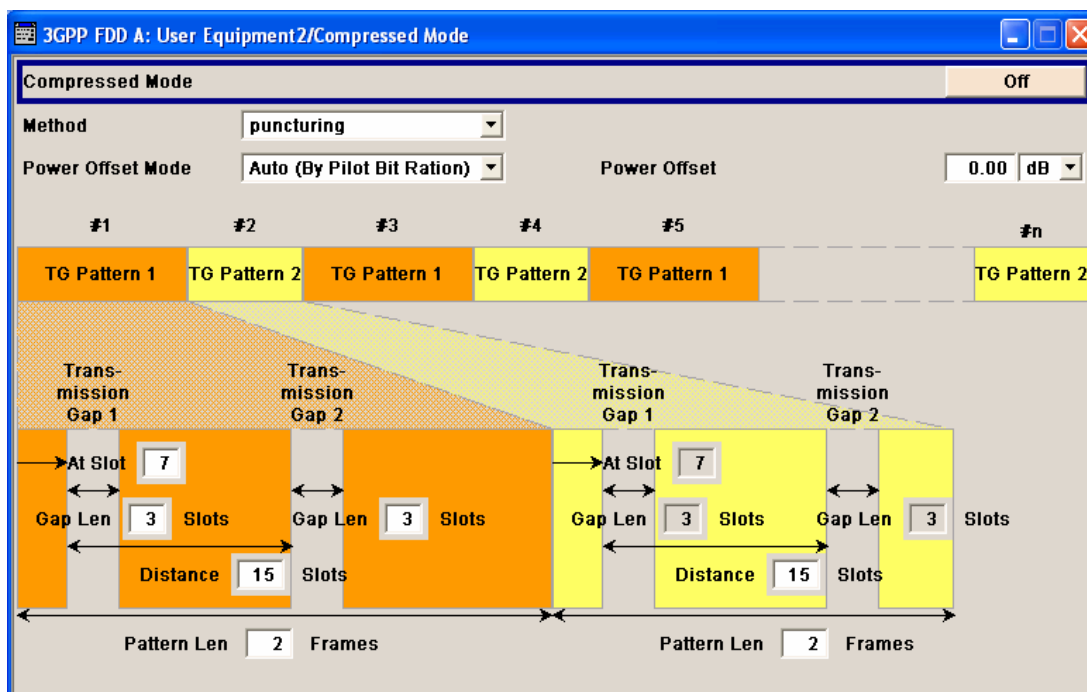 3GPP FDD A: User Equipment2/Compressed Mode
Compressed Mode Off
Method puncturing
Power Offset Mode Auto (By Pilot Bit Ration) Power Offset 0.00 dB
#1 #2 #3 #4 #5 #n
TG Pattern 1 TG Pattern 2 TG Pattern 1 TG Pattern 2 TG Pattern 1 TG Pattern 2
Trans- Trans- Trans- Trans-
mission mission mission mission
Gap 1 Gap 2 Gap 1 Gap 2
At Slot 7 At Slot 7
Gap Len 3 Slots Gap Len 3 Slots Gap Len 3 Slots Gap Len 3 Slots
Distance 15 Slots Distance 15 Slots
Pattern Len 2 Frames Pattern Len 2 Frames